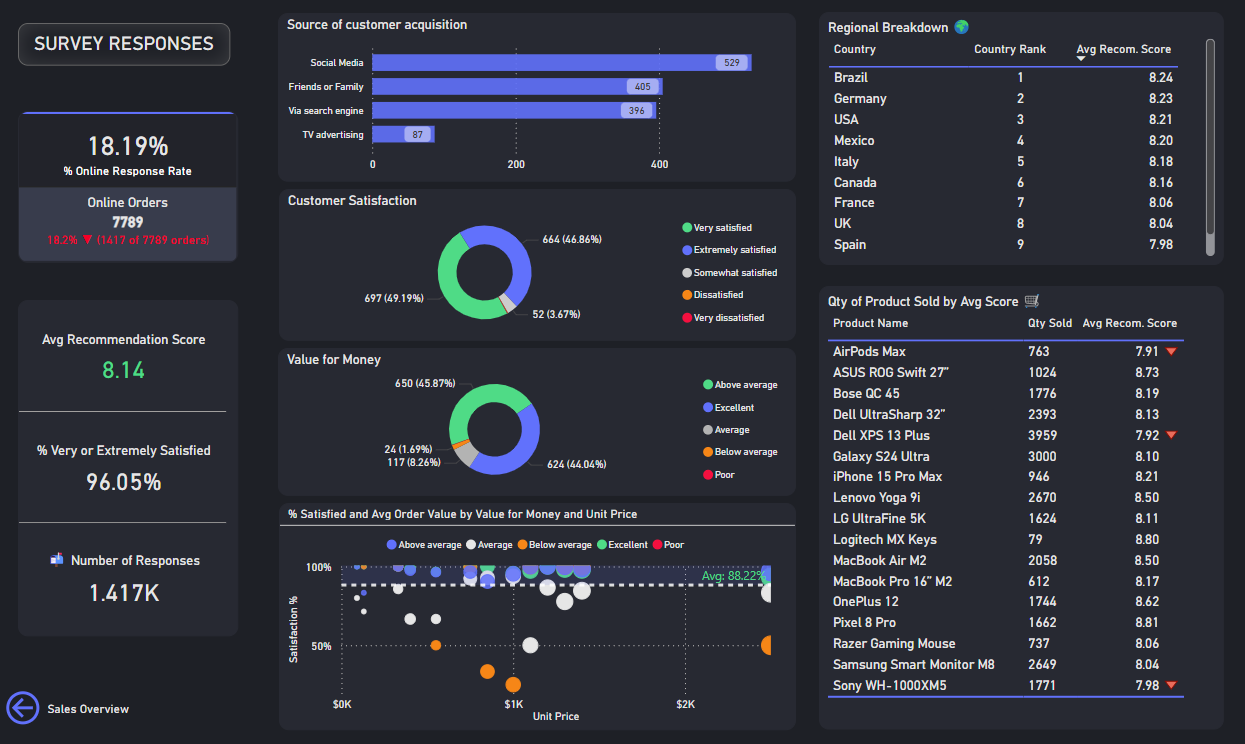 SURVEY RESPONSES
18.19%
% Online Response Rate
Online Orders
7789
18.2% ▼ (1417 of 7789 orders)
Avg Recommendation Score
8.14
% Very or Extremely Satisfied
96.05%
Number of Responses
1.417K
Sales Overview
Source of customer acquisition
Social Media 529
Friends or Family 405
Via search engine 396
TV advertising 87
0 200 400
Customer Satisfaction
664 (46.86%)
697 (49.19%)
52 (3.67%)
Very satisfied
Extremely satisfied
Somewhat satisfied
Dissatisfied
Very dissatisfied
Value for Money
650 (45.87%)
24 (1.69%)
117 (8.26%)
624 (44.04%)
Above average
Excellent
Average
Below average
Poor
% Satisfied and Avg Order Value by Value for Money and Unit Price
Above average Average Below average Excellent Poor
100%
Avg: 88.22%
Satisfaction %
50%
$0K $1K $2K
Unit Price
Regional Breakdown
Country Country Rank Avg Recom. Score
Brazil 1 8.24
Germany 2 8.23
USA 3 8.21
Mexico 4 8.20
Italy 5 8.18
Canada 6 8.16
France 7 8.06
UK 8 8.04
Spain 9 7.98
Qty of Product Sold by Avg Score
Product Name Qty Sold Avg Recom. Score
AirPods Max 763 7.91
ASUS ROG Swift 27” 1024 8.73
Bose QC 45 1776 8.19
Dell UltraSharp 32” 2393 8.13
Dell XPS 13 Plus 3959 7.92
Galaxy S24 Ultra 3000 8.10
iPhone 15 Pro Max 946 8.21
Lenovo Yoga 9i 2670 8.50
LG UltraFine 5K 1624 8.11
Logitech MX Keys 79 8.80
MacBook Air M2 2058 8.50
MacBook Pro 16” M2 612 8.17
OnePlus 12 1744 8.62
Pixel 8 Pro 1662 8.81
Razer Gaming Mouse 737 8.06
Samsung Smart Monitor M8 2649 8.04
Sony WH-1000XM5 1771 7.98